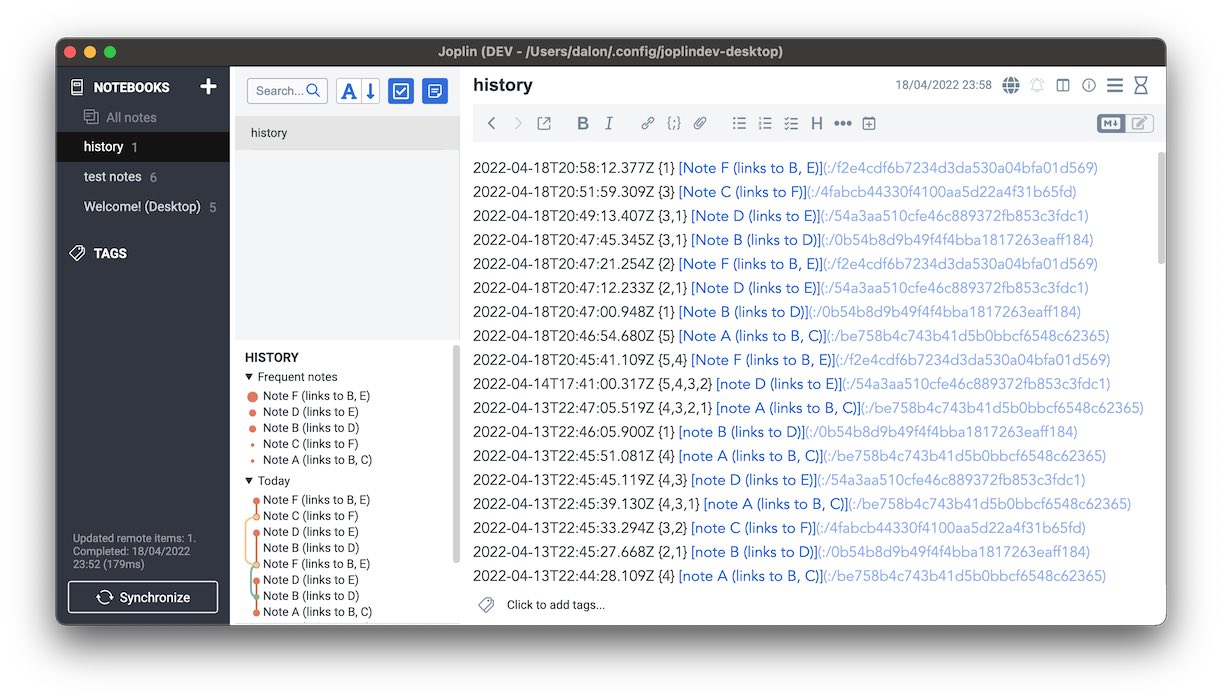 Joplin (DEV - /Users/dalon/.config/joplindev-desktop)
NOTEBOOKS
All notes
history 1
test notes 6
Welcome! (Desktop) 5
TAGS
Updated remote items: 1.
Completed: 18/04/2022
23:52 (179ms)
Synchronize
Search...
A
history
HISTORY
Frequent notes
Note F (links to B, E)
Note D (links to E)
Note B (links to D)
Note C (links to F)
Note A (links to B, C)
Today
Note F (links to B, E)
Note C (links to F)
Note D (links to E)
Note B (links to D)
Note F (links to B, E)
Note D (links to E)
Note B (links to D)
Note A (links to B, C)
history
18/04/2022 23:58
B I H
M↓
2022-04-18T20:58:12.377Z {1} [Note F (links to B, E)](:/f2e4cdf6b7234d3da530a04bfa01d569)
2022-04-18T20:51:59.309Z {3} [Note C (links to F)](:/4fabcb44330f4100aa5d22a4f31b65fd)
2022-04-18T20:49:13.407Z {3,1} [Note D (links to E)](:/54a3aa510cfe46c889372fb853c3fdc1)
2022-04-18T20:47:45.345Z {3,1} [Note B (links to D)](:/0b54b8d9b49f4f4bba1817263eaff184)
2022-04-18T20:47:21.254Z {2} [Note F (links to B, E)](:/f2e4cdf6b7234d3da530a04bfa01d569)
2022-04-18T20:47:12.233Z {2,1} [Note D (links to E)](:/54a3aa510cfe46c889372fb853c3fdc1)
2022-04-18T20:47:00.948Z {1} [Note B (links to D)](:/0b54b8d9b49f4f4bba1817263eaff184)
2022-04-18T20:46:54.680Z {5} [Note A (links to B, C)](:/be758b4c743b41d5b0bbcf6548c62365)
2022-04-18T20:45:41.109Z {5,4} [Note F (links to B, E)](:/f2e4cdf6b7234d3da530a04bfa01d569)
2022-04-14T17:41:00.317Z {5,4,3,2} [note D (links to E)](:/54a3aa510cfe46c889372fb853c3fdc1)
2022-04-13T22:47:05.519Z {4,3,2,1} [note A (links to B, C)](:/be758b4c743b41d5b0bbcf6548c62365)
2022-04-13T22:46:05.900Z {1} [note B (links to D)](:/0b54b8d9b49f4f4bba1817263eaff184)
2022-04-13T22:45:51.081Z {4} [note A (links to B, C)](:/be758b4c743b41d5b0bbcf6548c62365)
2022-04-13T22:45:45.119Z {4,3} [note D (links to E)](:/54a3aa510cfe46c889372fb853c3fdc1)
2022-04-13T22:45:39.130Z {4,3,1} [note A (links to B, C)](:/be758b4c743b41d5b0bbcf6548c62365)
2022-04-13T22:45:33.294Z {3,2} [note C (links to F)](:/4fabcb44330f4100aa5d22a4f31b65fd)
2022-04-13T22:45:27.668Z {2,1} [note B (links to D)](:/0b54b8d9b49f4f4bba1817263eaff184)
2022-04-13T22:44:28.109Z {4} [note A (links to B, C)](:/be758b4c743b41d5b0bbcf6548c62365)
Click to add tags...